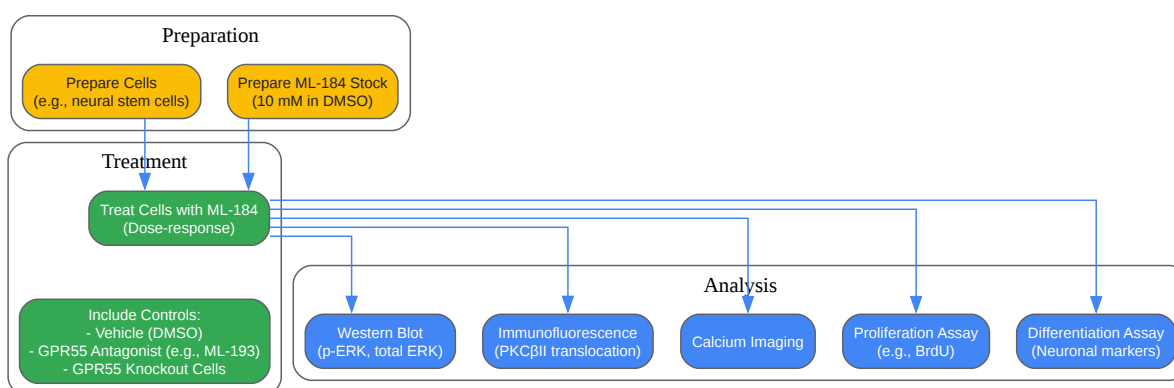 Preparation
Prepare Cells
(e.g., neural stem cells)
Prepare ML-184 Stock
(10 mM in DMSO)
Treatment
Treat Cells with ML-184
(Dose-response)
Include Controls:
- Vehicle (DMSO)
- GPR55 Antagonist (e.g., ML-193)
- GPR55 Knockout Cells
Analysis
Western Blot
(p-ERK, total ERK)
Immunofluorescence
(PKCβII translocation)
Calcium Imaging
Proliferation Assay
(e.g., BrdU)
Differentiation Assay
(Neuronal markers)